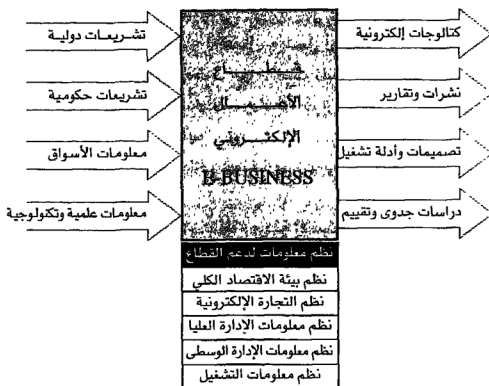 تشريعات دولية
تشريعات حكومية
معلومات الأسواق
معلومات علمية وتكنولوجية
قطاع
الأعمال
الإلكتروني
E-BUSINESS
كتالوجات إلكترونية
نشرات وتقارير
تصميمات وأدلة تشغيل
دراسات جدوى وتقييم
نظم معلومات لدعم القطاع
نظم بيئة الاقتصاد الكلي
نظم التجارة الإلكترونية
نظم معلومات الإدارة العليا
نظم معلومات الإدارة الوسطى
نظم معلومات التشغيل